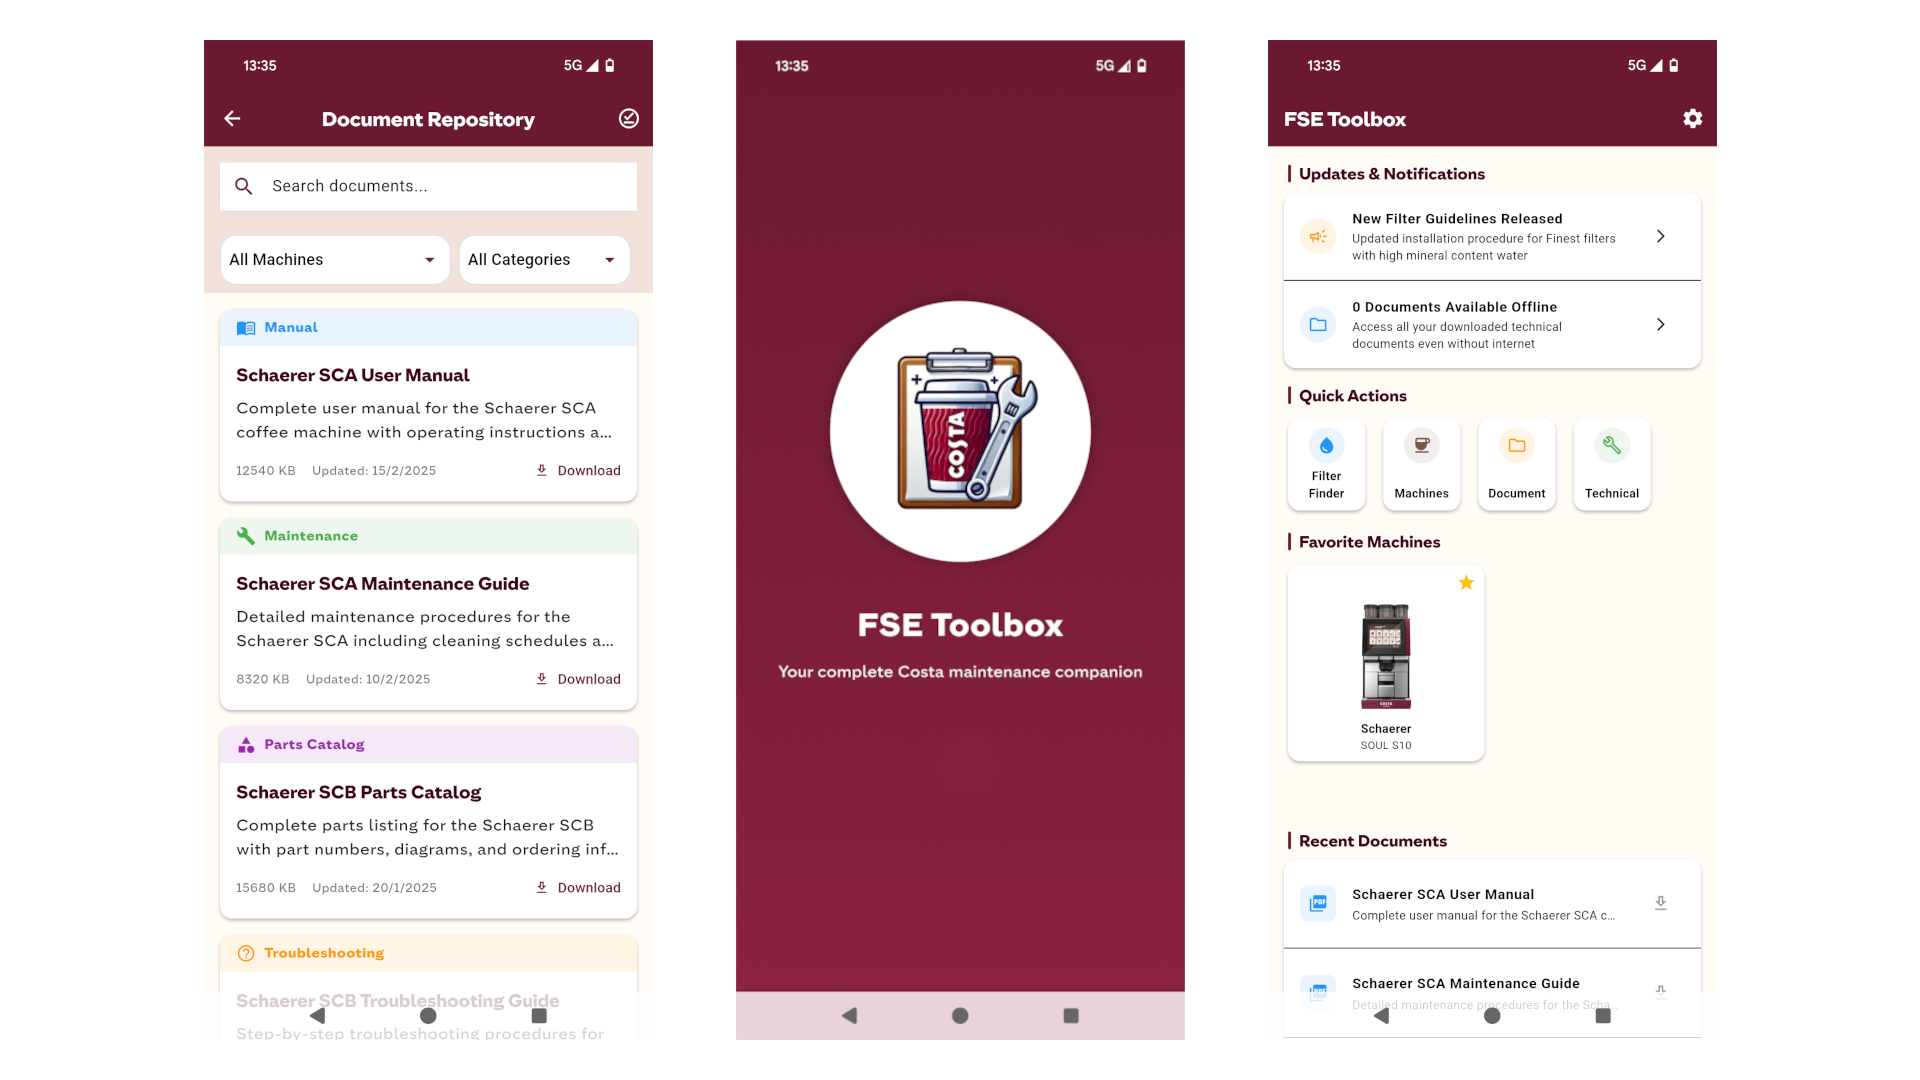 13:35
5G
Document Repository
Search documents...
All Machines
All Categories
Manual
Schaerer SCA User Manual
Complete user manual for the Schaerer SCA
coffee machine with operating instructions a...
12540 KB Updated: 15/2/2025 Download
Maintenance
Schaerer SCA Maintenance Guide
Detailed maintenance procedures for the
Schaerer SCA including cleaning schedules a...
8320 KB Updated: 10/2/2025 Download
Parts Catalog
Schaerer SCB Parts Catalog
Complete parts listing for the Schaerer SCB
with part numbers, diagrams, and ordering inf...
15680 KB Updated: 20/1/2025 Download
Troubleshooting
Schaerer SCB Troubleshooting Guide
Step-by-step troubleshooting procedures for
13:35
5G
COSTA
FSE Toolbox
Your complete Costa maintenance companion
13:35
5G
FSE Toolbox
Updates & Notifications
New Filter Guidelines Released
Updated installation procedure for Finest filters
with high mineral content water
0 Documents Available Offline
Access all your downloaded technical
documents even without internet
Quick Actions
Filter
Finder
Machines
Document
Technical
Favorite Machines
COSTA
Schaerer
SOUL S10
Recent Documents
PDF
Schaerer SCA User Manual
Complete user manual for the Schaerer SCA c...
PDF
Schaerer SCA Maintenance Guide
Detailed maintenance procedures for the Scha...